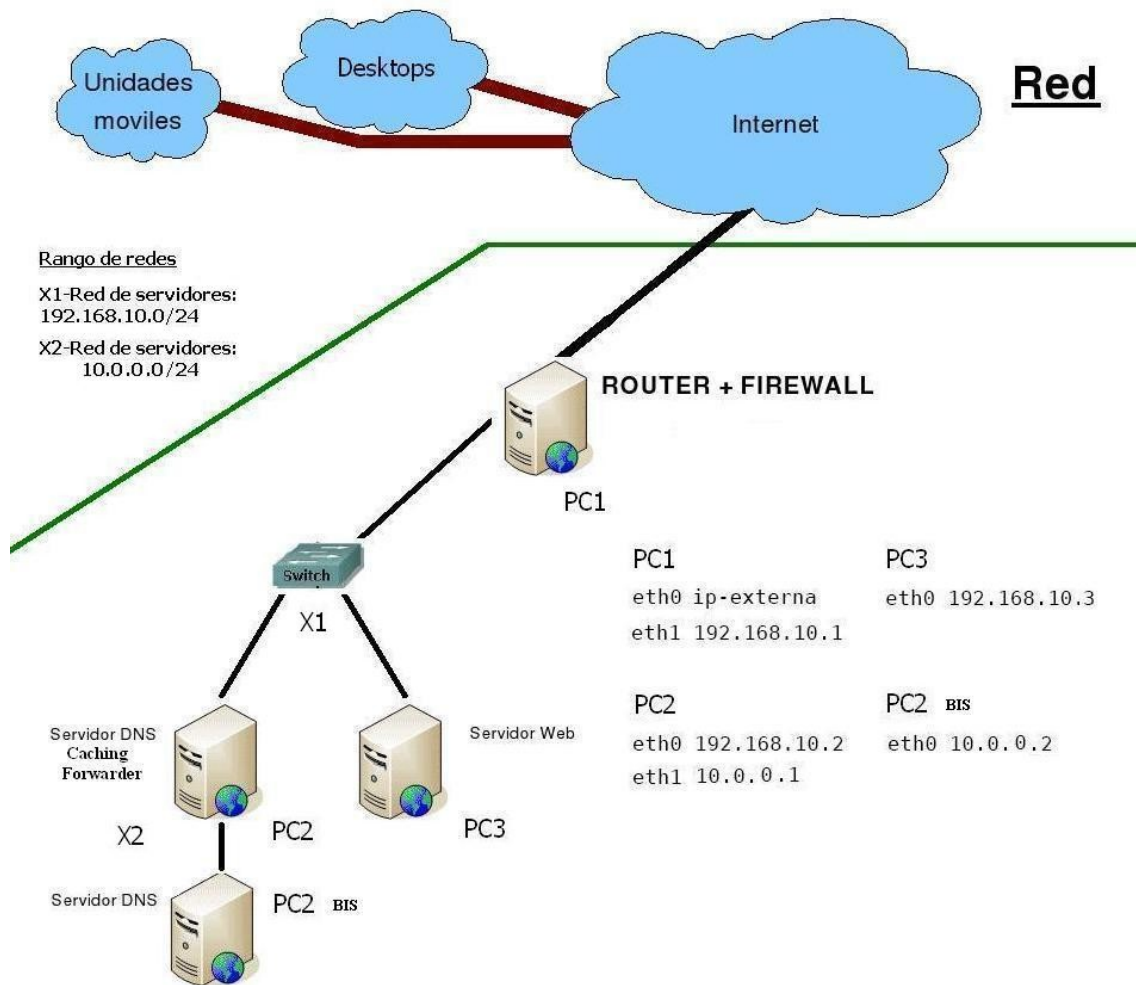 Unidades
moviles
Desktops
Internet
Red
Rango de redes
X1-Red de servidores:
192.168.10.0/24
X2-Red de servidores:
10.0.0.0/24
ROUTER + FIREWALL
PC1
Switch
X1
PC1
eth0 ip-externa
eth1 192.168.10.1
PC3
eth0 192.168.10.3
PC2
eth0 192.168.10.2
eth1 10.0.0.1
PC2 BIS
eth0 10.0.0.2
Servidor DNS
Caching
Forwarder
Servidor Web
X2
PC2
PC3
Servidor DNS
PC2 BIS